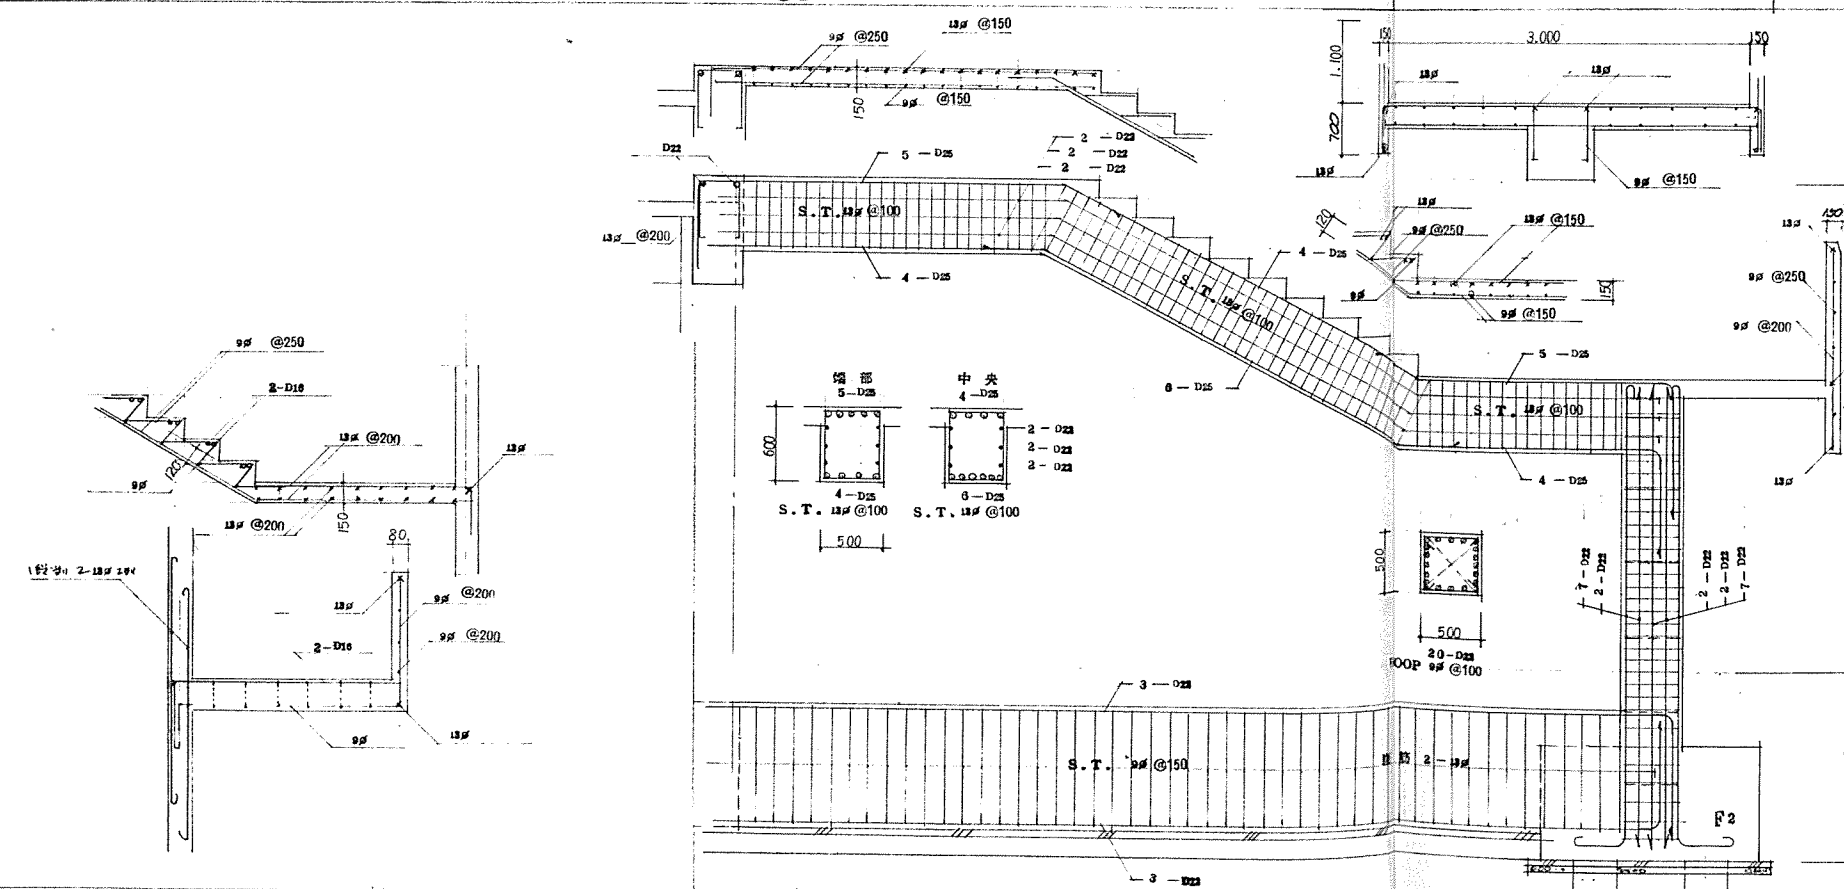 13ø @150
9ø @250
9ø @150
150
D22
2 — D22
2 — D22
2 — D22
5 — D25
S.T. 13ø @100
13ø @200
4 — D25
4 — D25
S.T. 13ø @100
6 — D25
5 — D25
S.T. 13ø @100
4 — D25
150
3.000
150
1.100
700
13ø
13ø
13ø
9ø @150
120
13ø
9ø @250
13ø @150
9ø
9ø @150
150
150
13ø
9ø @250
9ø @200
13ø
9ø @250
2-D16
120
9ø
13ø @200
13ø
13ø @200
150
80
13ø
9ø @200
9ø @200
2-D16
9ø
13ø
端部
5-D25
600
4-D25
S.T. 13ø @100
500
中央
4-D25
2-D22
2-D22
2-D22
6-D25
S.T. 13ø @100
500
500
20-D22
HOOP 9ø @100
7-D22
2-D22
2-D22
2-D22
7-D22
3 — D22
S.T. 9ø @150
2-13ø
3 — D22
F2